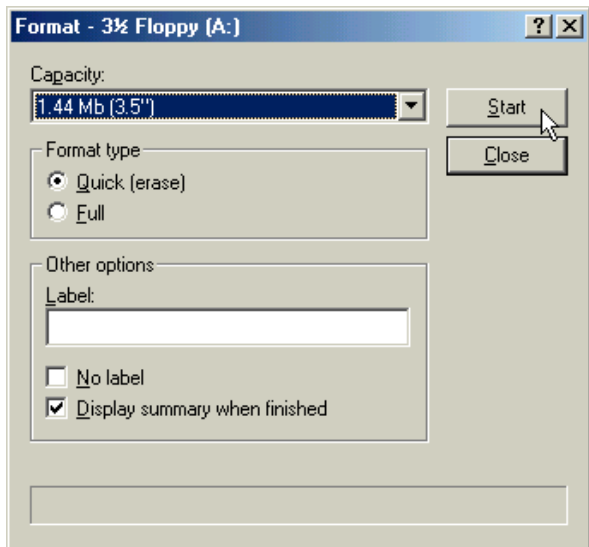 Format - 3½ Floppy (A:)
Capacity:
1.44 Mb (3.5")
Start
Format type
Close
Quick (erase)
Full
Other options
Label:
No label
Display summary when finished